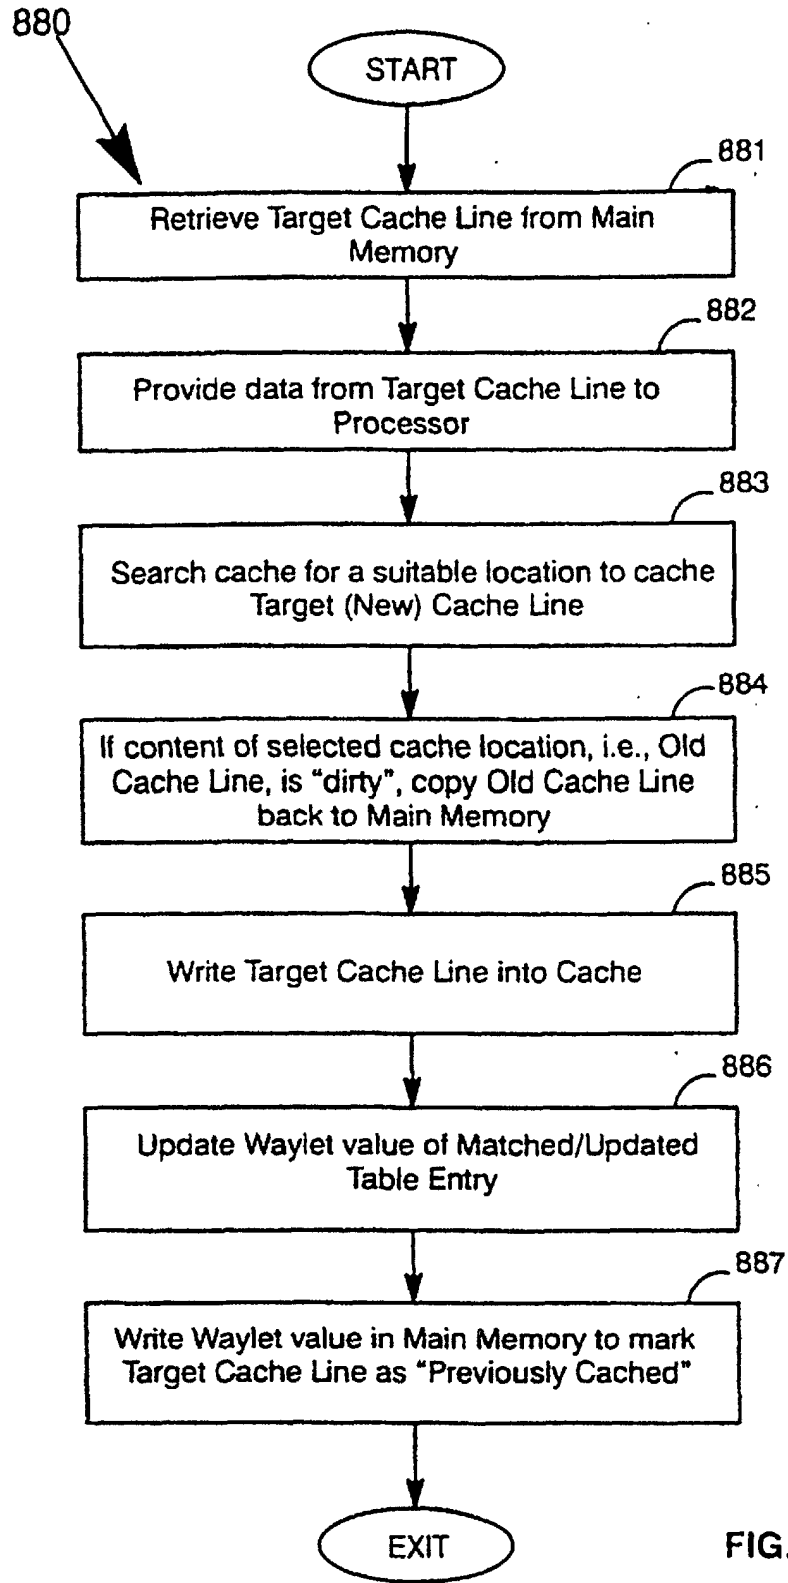 880
START
881
Retrieve Target Cache Line from Main
Memory
882
Provide data from Target Cache Line to
Processor
883
Search cache for a suitable location to cache
Target (New) Cache Line
884
If content of selected cache location, i.e., Old
Cache Line, is "dirty", copy Old Cache Line
back to Main Memory
885
Write Target Cache Line into Cache
886
Update Waylet value of Matched/Updated
Table Entry
887
Write Waylet value in Main Memory to mark
Target Cache Line as "Previously Cached"
EXIT
FIG.